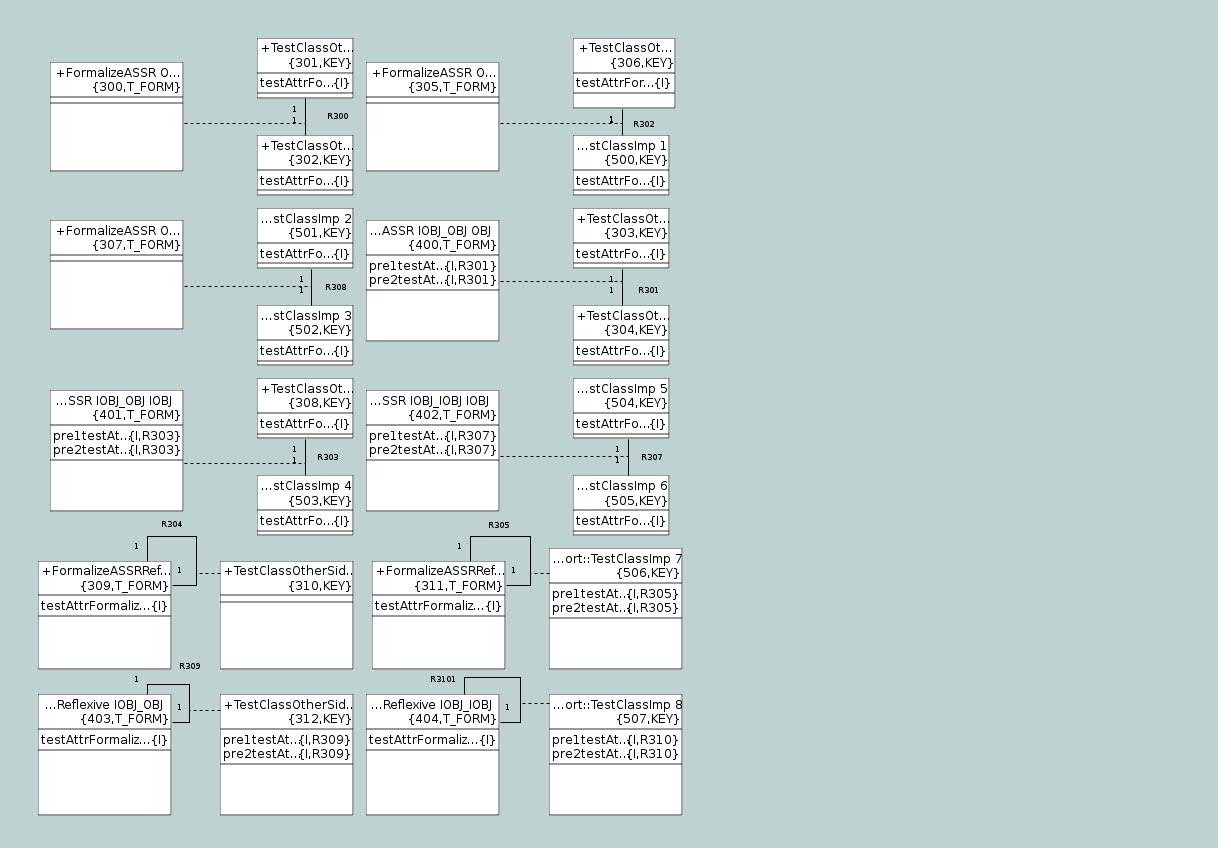 +FormalizeASSR O...
{300,T_FORM}
+TestClassOt...
{301,KEY}
testAttrFo...{I}
1
1
R300
+TestClassOt...
{302,KEY}
testAttrFo...{I}
+FormalizeASSR O...
{305,T_FORM}
+TestClassOt...
{306,KEY}
testAttrFor...{I}
1
R302
...stClassImp 1
{500,KEY}
testAttrFo...{I}
+FormalizeASSR O...
{307,T_FORM}
...stClassImp 2
{501,KEY}
testAttrFo...{I}
1
1
R308
...stClassImp 3
{502,KEY}
testAttrFo...{I}
...ASSR IOBJ_OBJ OBJ
{400,T_FORM}
pre1testAt...{I,R301}
pre2testAt...{I,R301}
+TestClassOt...
{303,KEY}
testAttrFo...{I}
1
1
R301
+TestClassOt...
{304,KEY}
testAttrFo...{I}
...SSR IOBJ_OBJ IOBJ
{401,T_FORM}
pre1testAt...{I,R303}
pre2testAt...{I,R303}
+TestClassOt...
{308,KEY}
testAttrFo...{I}
1
1
R303
...stClassImp 4
{503,KEY}
testAttrFo...{I}
...SSR IOBJ_IOBJ IOBJ
{402,T_FORM}
pre1testAt...{I,R307}
pre2testAt...{I,R307}
...stClassImp 5
{504,KEY}
testAttrFo...{I}
1
1
R307
...stClassImp 6
{505,KEY}
testAttrFo...{I}
R304
1
+FormalizeASSRRef...
{309,T_FORM}
testAttrFormaliz...{I}
1
+TestClassOtherSid...
{310,KEY}
R305
1
+FormalizeASSRRef...
{311,T_FORM}
testAttrFormaliz...{I}
1
...ort::TestClassImp 7
{506,KEY}
pre1testAt...{I,R305}
pre2testAt...{I,R305}
R309
1
...Reflexive IOBJ_OBJ
{403,T_FORM}
testAttrFormaliz...{I}
1
+TestClassOtherSid...
{312,KEY}
pre1testAt...{I,R309}
pre2testAt...{I,R309}
R3101
...Reflexive IOBJ_IOBJ
{404,T_FORM}
testAttrFormaliz...{I}
1
...ort::TestClassImp 8
{507,KEY}
pre1testAt...{I,R310}
pre2testAt...{I,R310}